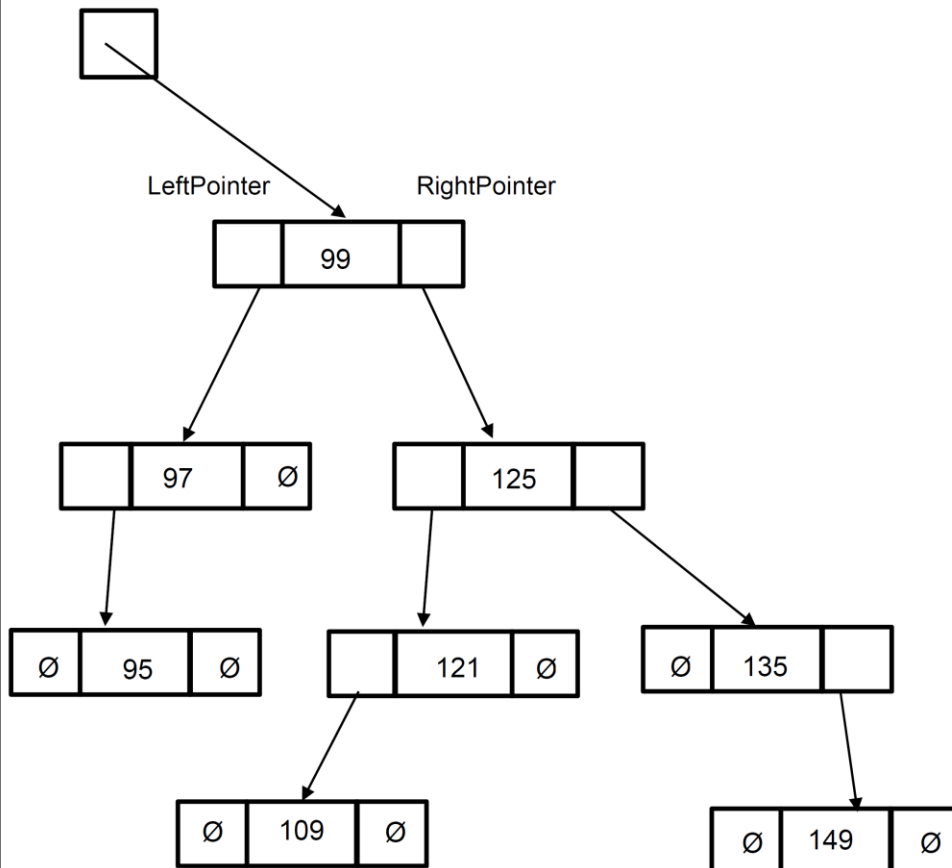 LeftPointer RightPointer
99
97 Ø 125
Ø 95 Ø 121 Ø Ø 135
Ø 109 Ø Ø 149 Ø